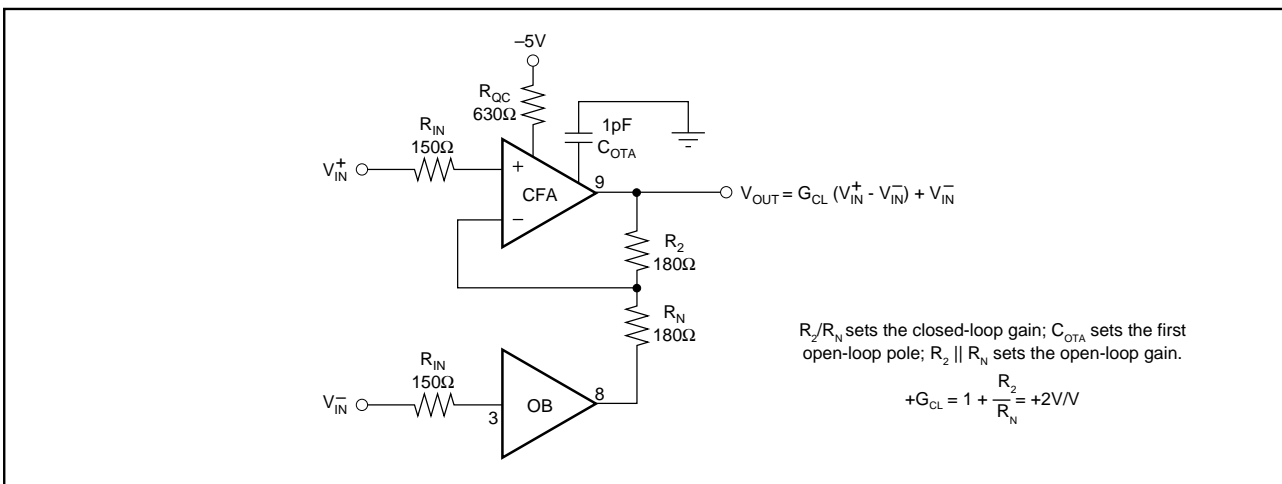 –5V
R_QC
630Ω
1pF
C_OTA
R_IN
150Ω
V_IN^+
+
CFA
–
9
V_OUT = G_CL (V_IN^+ - V_IN^–) + V_IN^–
R_2
180Ω
R_N
180Ω
R_IN
150Ω
V_IN^–
3
OB
8
R_2/R_N sets the closed-loop gain; C_OTA sets the first
open-loop pole; R_2 || R_N sets the open-loop gain.
+G_CL = 1 + R_2/R_N = +2V/V